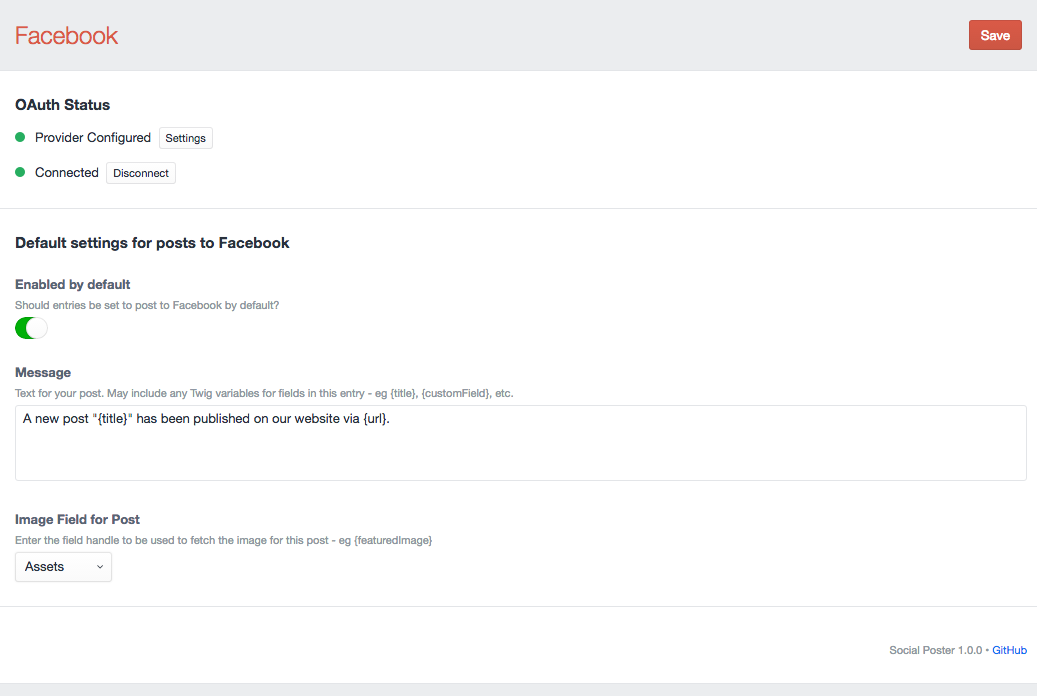 Facebook
Save
OAuth Status
Provider Configured Settings
Connected Disconnect
Default settings for posts to Facebook
Enabled by default
Should entries be set to post to Facebook by default?
Message
Text for your post. May include any Twig variables for fields in this entry - eg {title}, {customField}, etc.
A new post "{title}" has been published on our website via {url}.
Image Field for Post
Enter the field handle to be used to fetch the image for this post - eg {featuredImage}
Assets
Social Poster 1.0.0 • GitHub